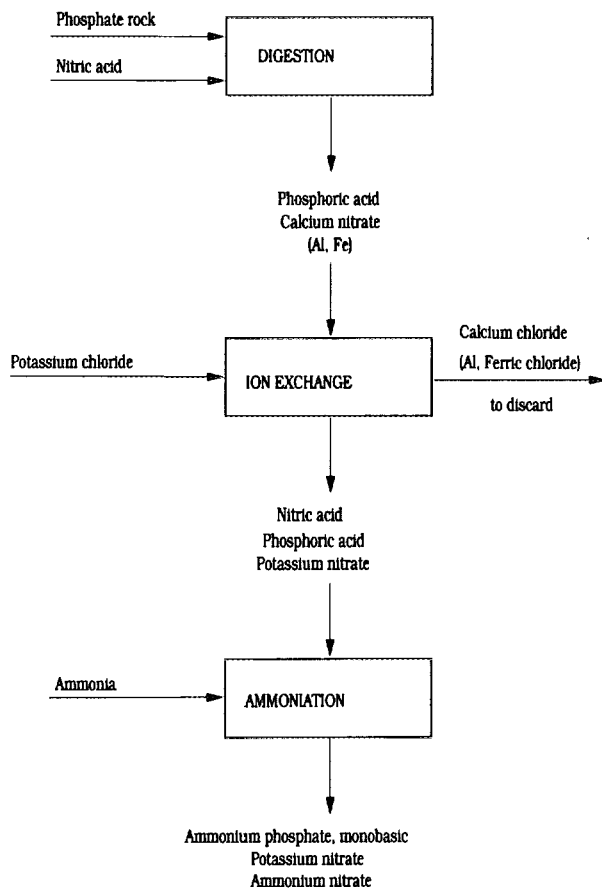 Phosphate rock
Nitric acid
DIGESTION
Phosphoric acid
Calcium nitrate
(Al, Fe)
Potassium chloride
ION EXCHANGE
Calcium chloride
(Al, Ferric chloride)
to discard
Nitric acid
Phosphoric acid
Potassium nitrate
Ammonia
AMMONIATION
Ammonium phosphate, monobasic
Potassium nitrate
Ammonium nitrate